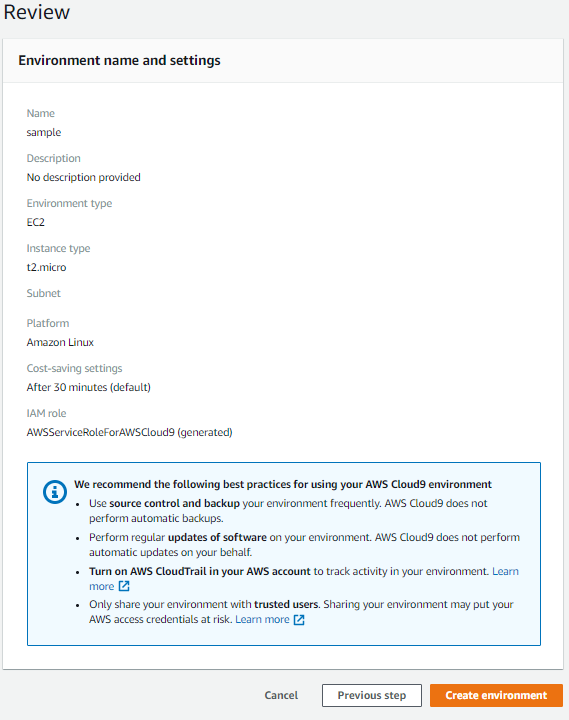 Review
Environment name and settings
Name
sample
Description
No description provided
Environment type
EC2
Instance type
t2.micro
Subnet
Platform
Amazon Linux
Cost-saving settings
After 30 minutes (default)
IAM role
AWSServiceRoleForAWSCloud9 (generated)
We recommend the following best practices for using your AWS Cloud9 environment
• Use source control and backup your environment frequently. AWS Cloud9 does not
perform automatic backups.
• Perform regular updates of software on your environment. AWS Cloud9 does not perform
automatic updates on your behalf.
• Turn on AWS CloudTrail in your AWS account to track activity in your environment. Learn
more
• Only share your environment with trusted users. Sharing your environment may put your
AWS access credentials at risk. Learn more
Cancel Previous step Create environment